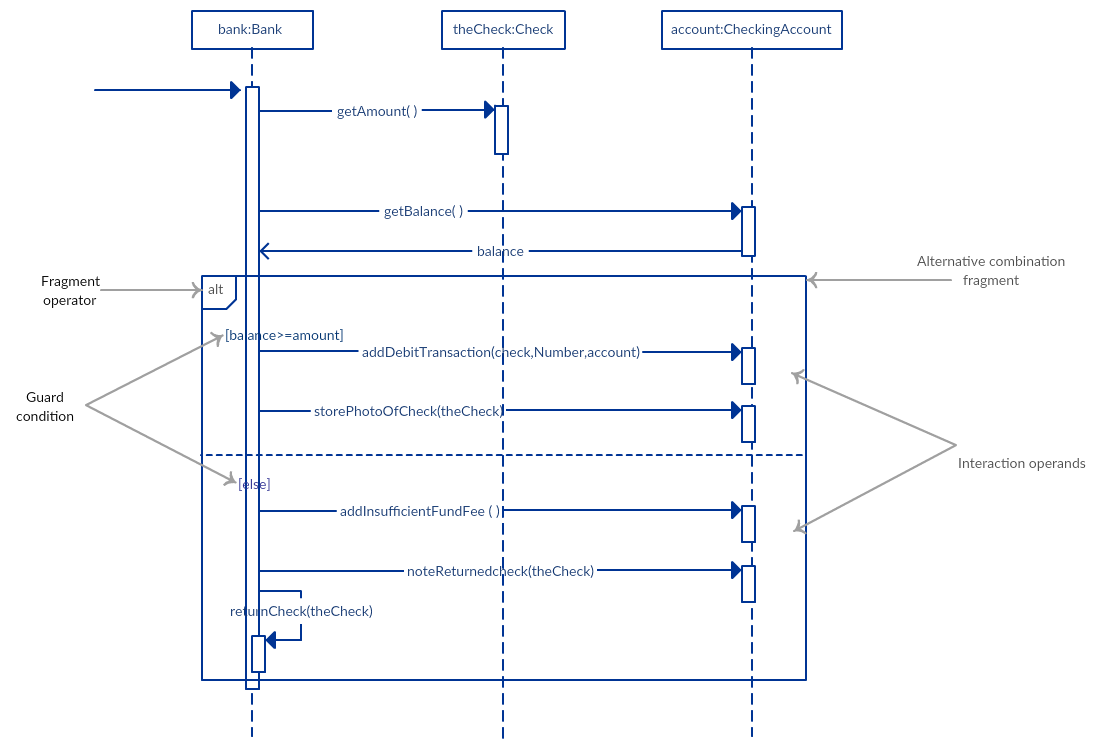 bank:Bank
theCheck:Check
account:CheckingAccount
getAmount( )
getBalance( )
balance
Alternative combination
fragment
Fragment
operator
alt
[balance>=amount]
addDebitTransaction(check,Number,account)
Guard
condition
storePhotoOfCheck(theCheck)
Interaction operands
[else]
addInsufficientFundFee ( )
noteReturnedcheck(theCheck)
returnCheck(theCheck)